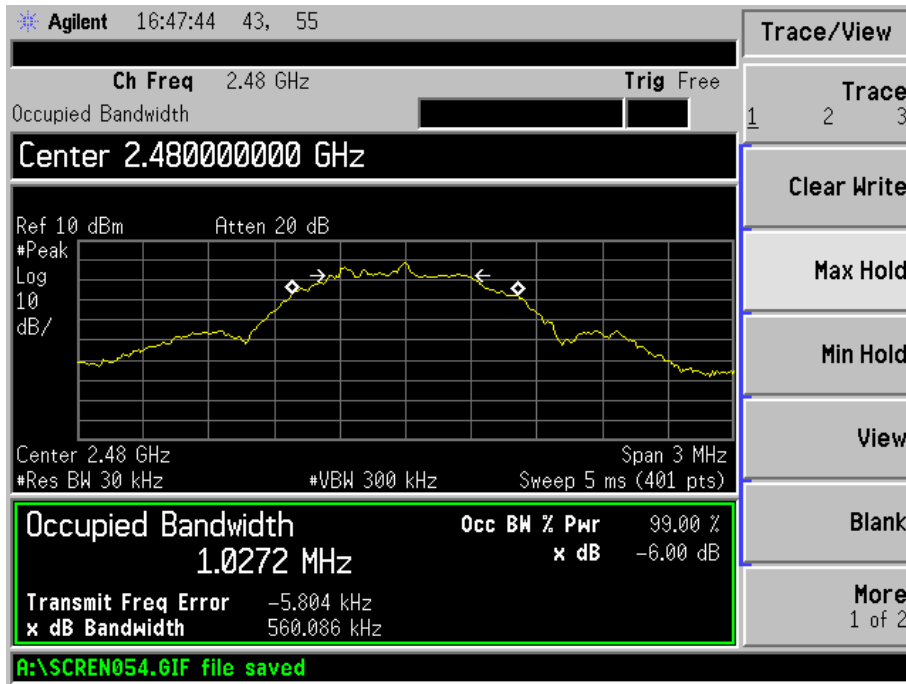 Agilent 16:47:44 43, 55
Trace/View
Ch Freq 2.48 GHz Trig Free
Occupied Bandwidth
Trace
1 2 3
Center 2.480000000 GHz
Clear Write
Ref 10 dBm Atten 20 dB
#Peak
Log
10
dB/
Max Hold
Min Hold
View
Center 2.48 GHz Span 3 MHz
#Res BW 30 kHz #VBW 300 kHz Sweep 5 ms (401 pts)
Occupied Bandwidth Occ BW % Pwr 99.00 %
1.0272 MHz x dB -6.00 dB
Blank
Transmit Freq Error -5.804 kHz
x dB Bandwidth 560.086 kHz
More
1 of 2
A:\SCREN054.GIF file saved